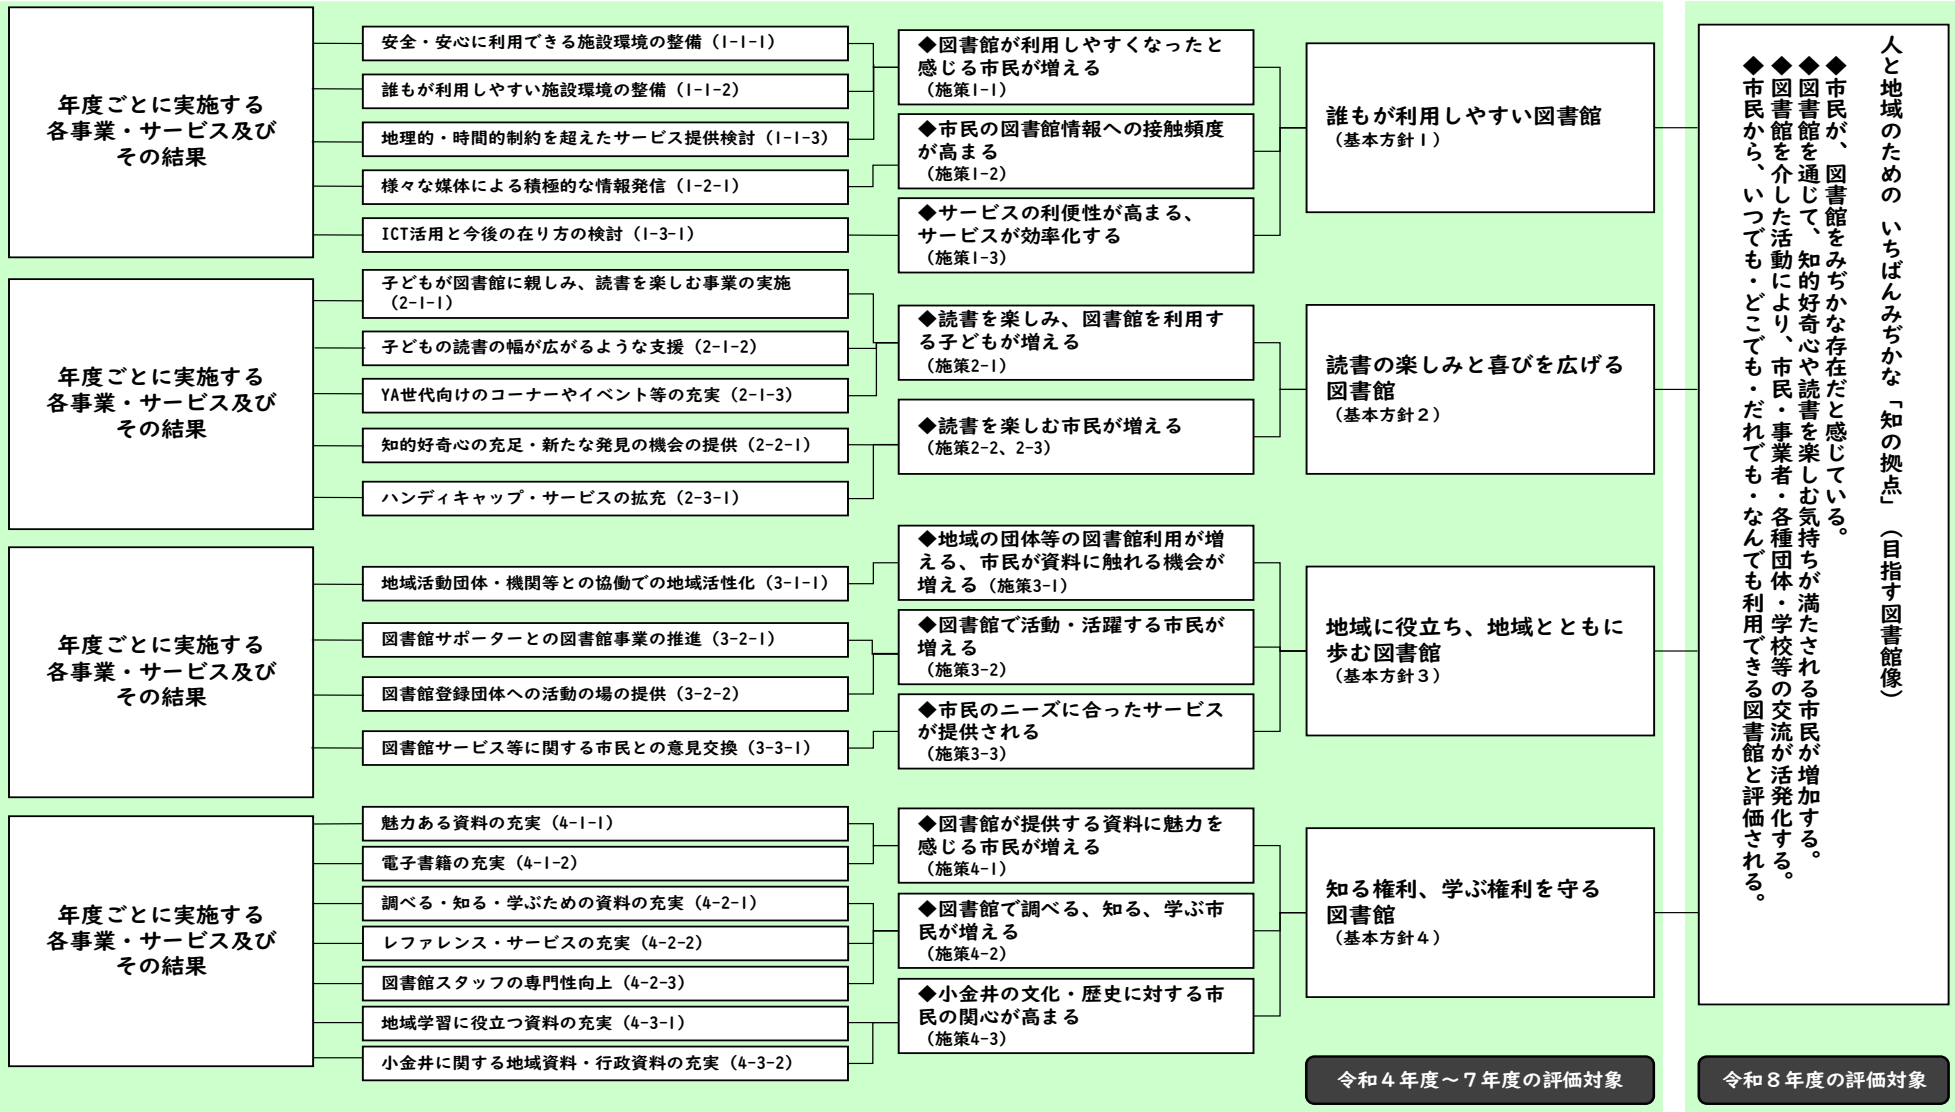 年度ごとに実施する
各事業・サービス及び
その結果
安全・安心に利用できる施設環境の整備（1-1-1）
誰もが利用しやすい施設環境の整備（1-1-2）
地理的・時間的制約を超えたサービス提供検討（1-1-3）
様々な媒体による積極的な情報発信（1-2-1）
ICT活用と今後の在り方の検討（1-3-1）
◆図書館が利用しやすくなったと
感じる市民が増える
（施策1-1）
◆市民の図書館情報への接触頻度
が高まる
（施策1-2）
◆サービスの利便性が高まる、
サービスが効率化する
（施策1-3）
誰もが利用しやすい図書館
（基本方針１）
年度ごとに実施する
各事業・サービス及び
その結果
子どもが図書館に親しみ、読書を楽しむ事業の実施
（2-1-1）
子どもの読書の幅が広がるような支援（2-1-2）
YA世代向けのコーナーやイベント等の充実（2-1-3）
知的好奇心の充足・新たな発見の機会の提供（2-2-1）
ハンディキャップ・サービスの拡充（2-3-1）
◆読書を楽しみ、図書館を利用す
る子どもが増える
（施策2-1）
◆読書を楽しむ市民が増える
（施策2-2、2-3）
読書の楽しみと喜びを広げる
図書館
（基本方針２）
年度ごとに実施する
各事業・サービス及び
その結果
地域活動団体・機関等との協働での地域活性化（3-1-1）
図書館サポーターとの図書館事業の推進（3-2-1）
図書館登録団体への活動の場の提供（3-2-2）
図書館サービス等に関する市民との意見交換（3-3-1）
◆地域の団体等の図書館利用が増
える、市民が資料に触れる機会が
増える（施策3-1）
◆図書館で活動・活躍する市民が
増える
（施策3-2）
◆市民のニーズに合ったサービス
が提供される
（施策3-3）
地域に役立ち、地域とともに
歩む図書館
（基本方針３）
年度ごとに実施する
各事業・サービス及び
その結果
魅力ある資料の充実（4-1-1）
電子書籍の充実（4-1-2）
調べる・知る・学ぶための資料の充実（4-2-1）
レファレンス・サービスの充実（4-2-2）
図書館スタッフの専門性向上（4-2-3）
地域学習に役立つ資料の充実（4-3-1）
小金井に関する地域資料・行政資料の充実（4-3-2）
◆図書館が提供する資料に魅力を
感じる市民が増える
（施策4-1）
◆図書館で調べる、知る、学ぶ市
民が増える
（施策4-2）
◆小金井の文化・歴史に対する市
民の関心が高まる
（施策4-3）
知る権利、学ぶ権利を守る
図書館
（基本方針４）
令和４年度～７年度の評価対象
人と地域のための いちばんみぢかな「知の拠点」（目指す図書館像）
◆市民が、図書館をみぢかな存在だと感じている。
◆図書館を通じて、知的好奇心や読書を楽しむ気持ちが満たされる市民が増加する。
◆図書館を介した活動により、市民・事業者・各種団体・学校等の交流が活発化する。
◆市民から、いつでも・どこでも・だれでも・なんでも利用できる図書館と評価される。
令和８年度の評価対象